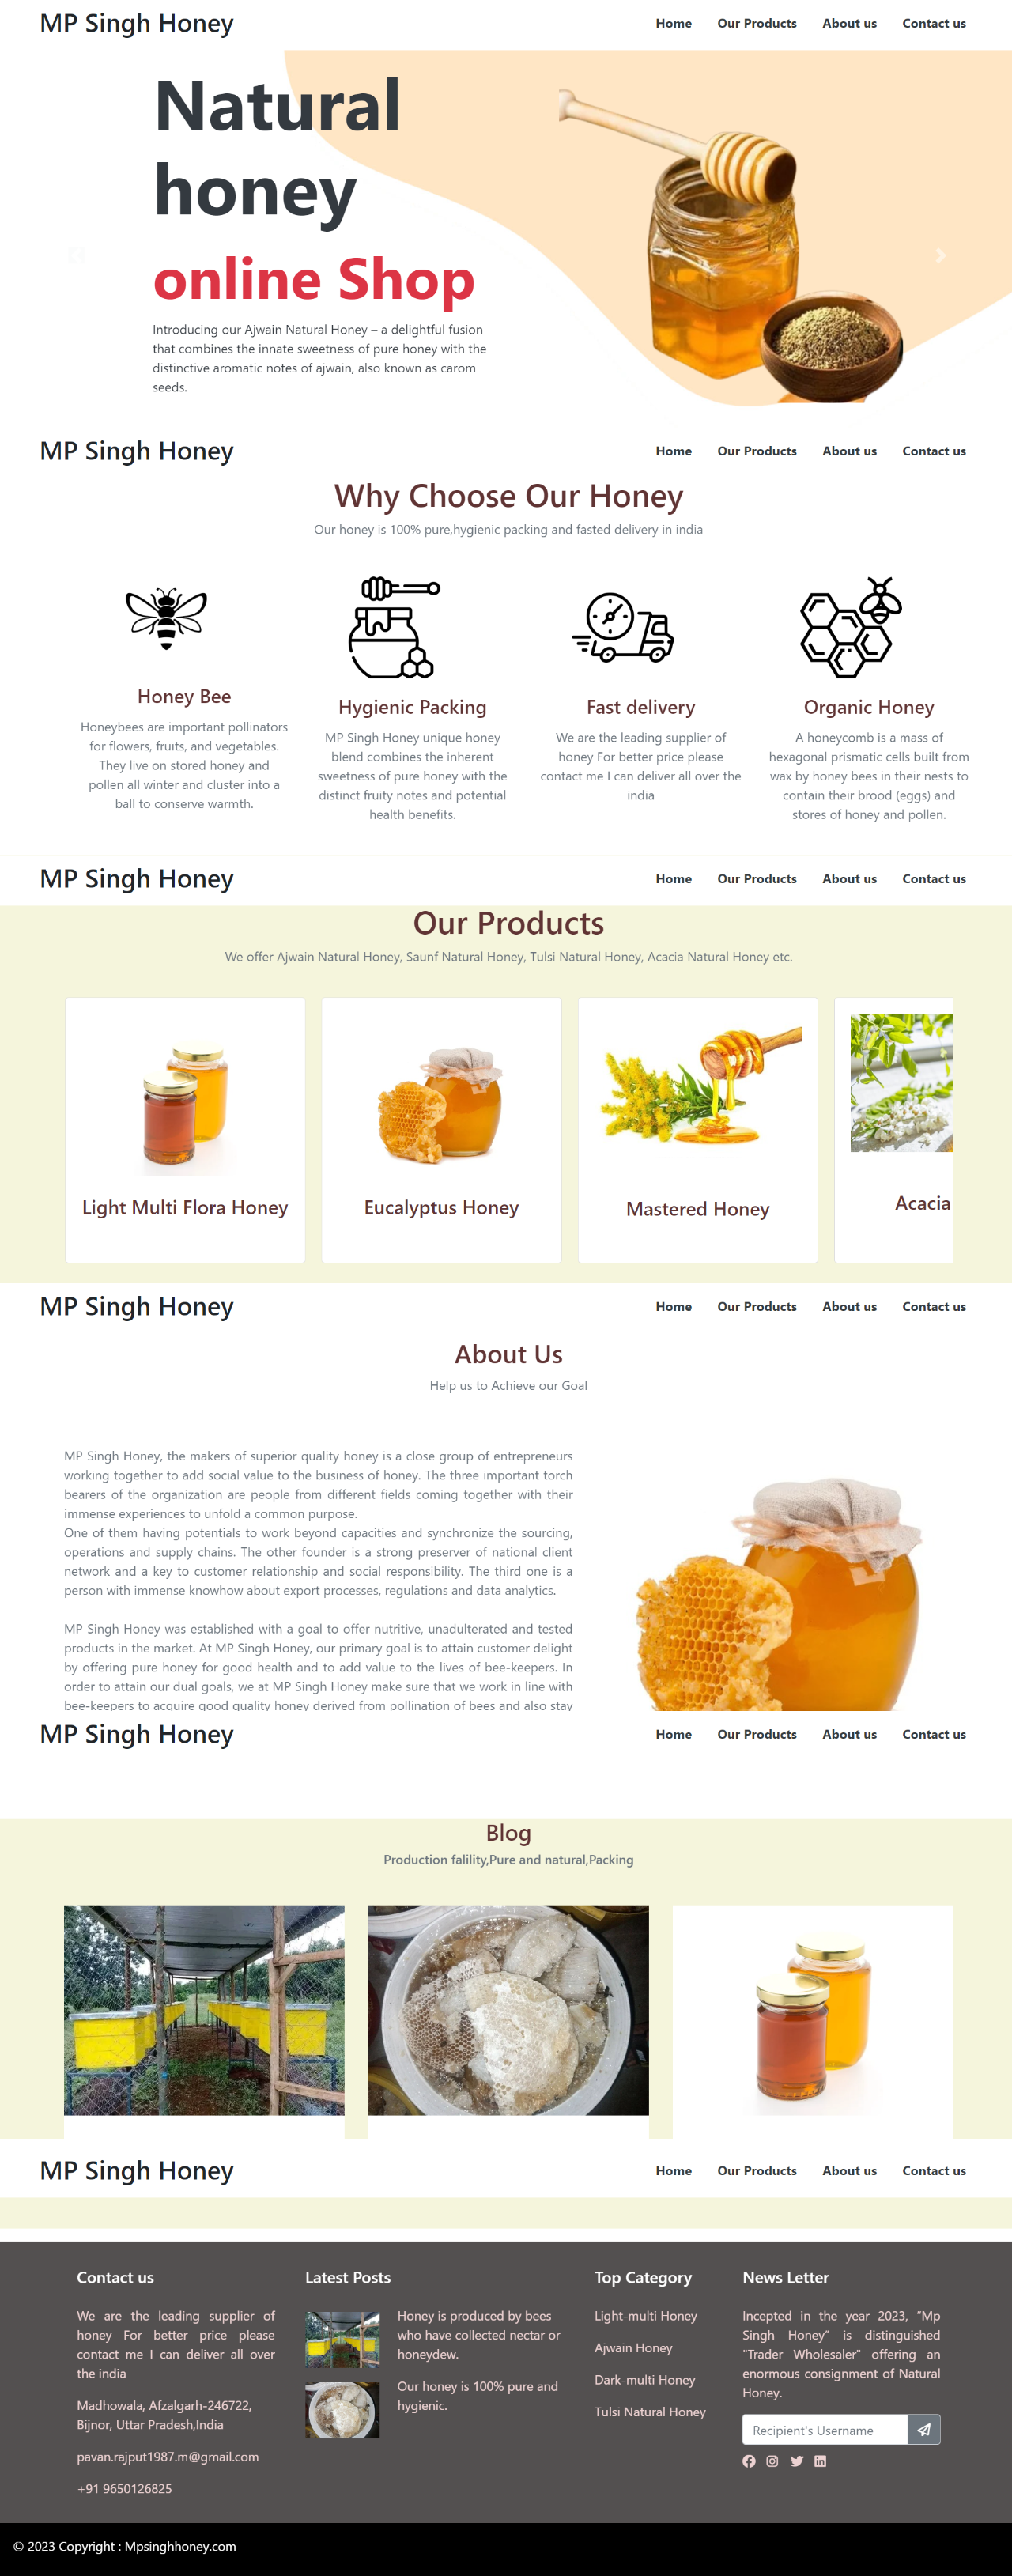 MP Singh Honey
Home Our Products About us Contact us
Natural
honey
online Shop
Introducing our Ajwain Natural Honey – a delightful fusion
that combines the innate sweetness of pure honey with the
distinctive aromatic notes of ajwain, also known as carom
seeds.
MP Singh Honey
Home Our Products About us Contact us
Why Choose Our Honey
Our honey is 100% pure,hygienic packing and fasted delivery in india
Honey Bee
Honeybees are important pollinators
for flowers, fruits, and vegetables.
They live on stored honey and
pollen all winter and cluster into a
ball to conserve warmth.
Hygienic Packing
MP Singh Honey unique honey
blend combines the inherent
sweetness of pure honey with the
distinct fruity notes and potential
health benefits.
Fast delivery
We are the leading supplier of
honey For better price please
contact me I can deliver all over the
india
Organic Honey
A honeycomb is a mass of
hexagonal prismatic cells built from
wax by honey bees in their nests to
contain their brood (eggs) and
stores of honey and pollen.
MP Singh Honey
Home Our Products About us Contact us
Our Products
We offer Ajwain Natural Honey, Saunf Natural Honey, Tulsi Natural Honey, Acacia Natural Honey etc.
Light Multi Flora Honey
Eucalyptus Honey
Mastered Honey
Acacia
MP Singh Honey
Home Our Products About us Contact us
About Us
Help us to Achieve our Goal
MP Singh Honey, the makers of superior quality honey is a close group of entrepreneurs
working together to add social value to the business of honey. The three important torch
bearers of the organization are people from different fields coming together with their
immense experiences to unfold a common purpose.
One of them having potentials to work beyond capacities and synchronize the sourcing,
operations and supply chains. The other founder is a strong preserver of national client
network and a key to customer relationship and social responsibility. The third one is a
person with immense knowhow about export processes, regulations and data analytics.
MP Singh Honey was established with a goal to offer nutritive, unadulterated and tested
products in the market. At MP Singh Honey, our primary goal is to attain customer delight
by offering pure honey for good health and to add value to the lives of bee-keepers. In
order to attain our dual goals, we at MP Singh Honey make sure that we work in line with
bee-keepers to acquire good quality honey derived from pollination of bees and also stay
MP Singh Honey
Home Our Products About us Contact us
Blog
Production falility,Pure and natural,Packing
MP Singh Honey
Home Our Products About us Contact us
Contact us
We are the leading supplier of
honey For better price please
contact me I can deliver all over
the india
Madhowala, Afzalgarh-246722,
Bijnor, Uttar Pradesh,India
pavan.rajput1987.m@gmail.com
+91 9650126825
Latest Posts
Honey is produced by bees
who have collected nectar or
honeydew.
Our honey is 100% pure and
hygienic.
Top Category
Light-multi Honey
Ajwain Honey
Dark-multi Honey
Tulsi Natural Honey
News Letter
Incepted in the year 2023, “Mp
Singh Honey” is distinguished
“Trader Wholesaler” offering an
enormous consignment of Natural
Honey.
Recipient's Username
© 2023 Copyright : Mpsinghhoney.com